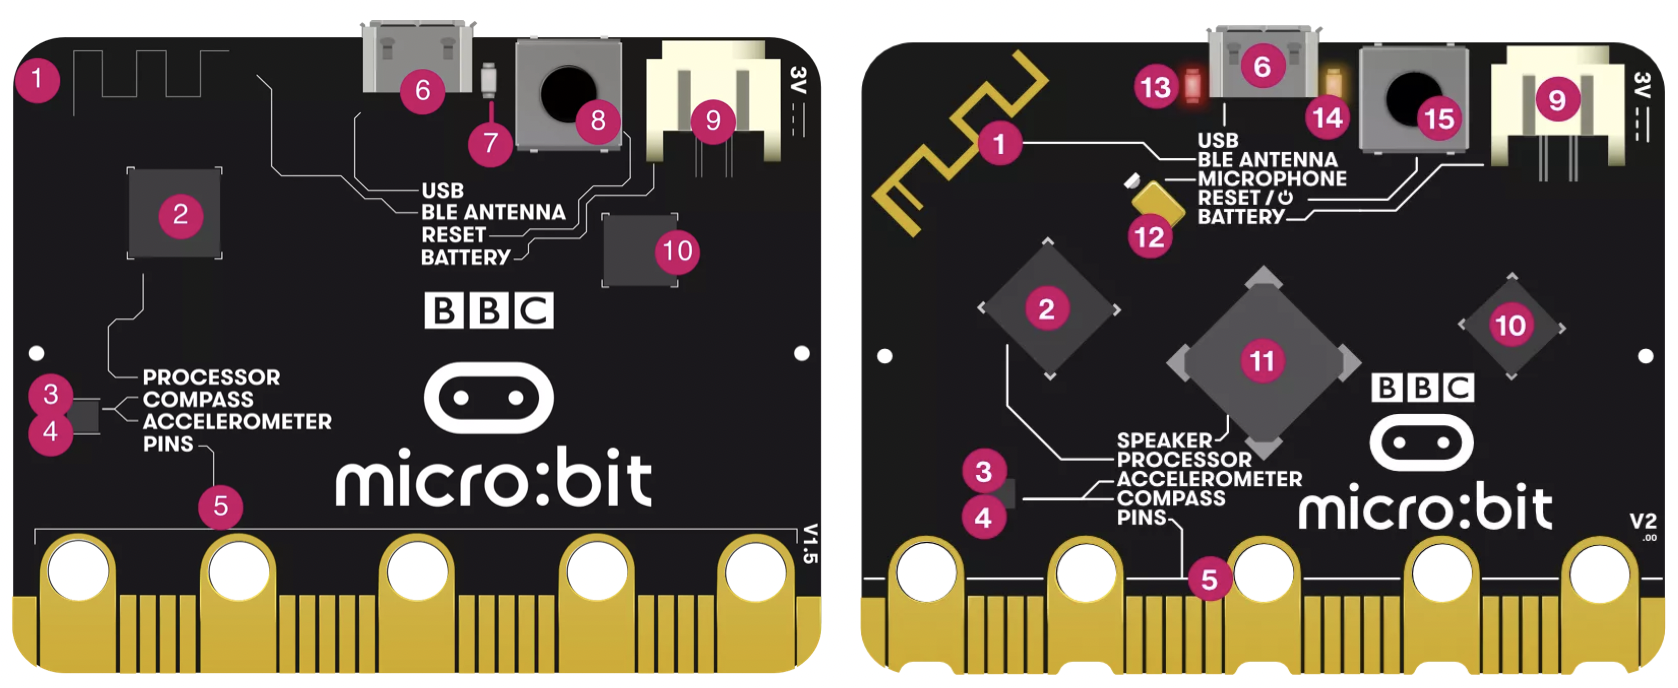 1
6
7
8
9
3V
2
USB
BLE ANTENNA
RESET
BATTERY
10
BBC
PROCESSOR
3
COMPASS
ACCELEROMETER
4
PINS
micro:bit
5
V1.5
13
6
14
15
9
3V
1
USB
BLE ANTENNA
MICROPHONE
RESET /⏻
BATTERY
12
2
11
10
BBC
SPEAKER
PROCESSOR
3
ACCELEROMETER
COMPASS
4
PINS
micro:bit
V2
.00
5